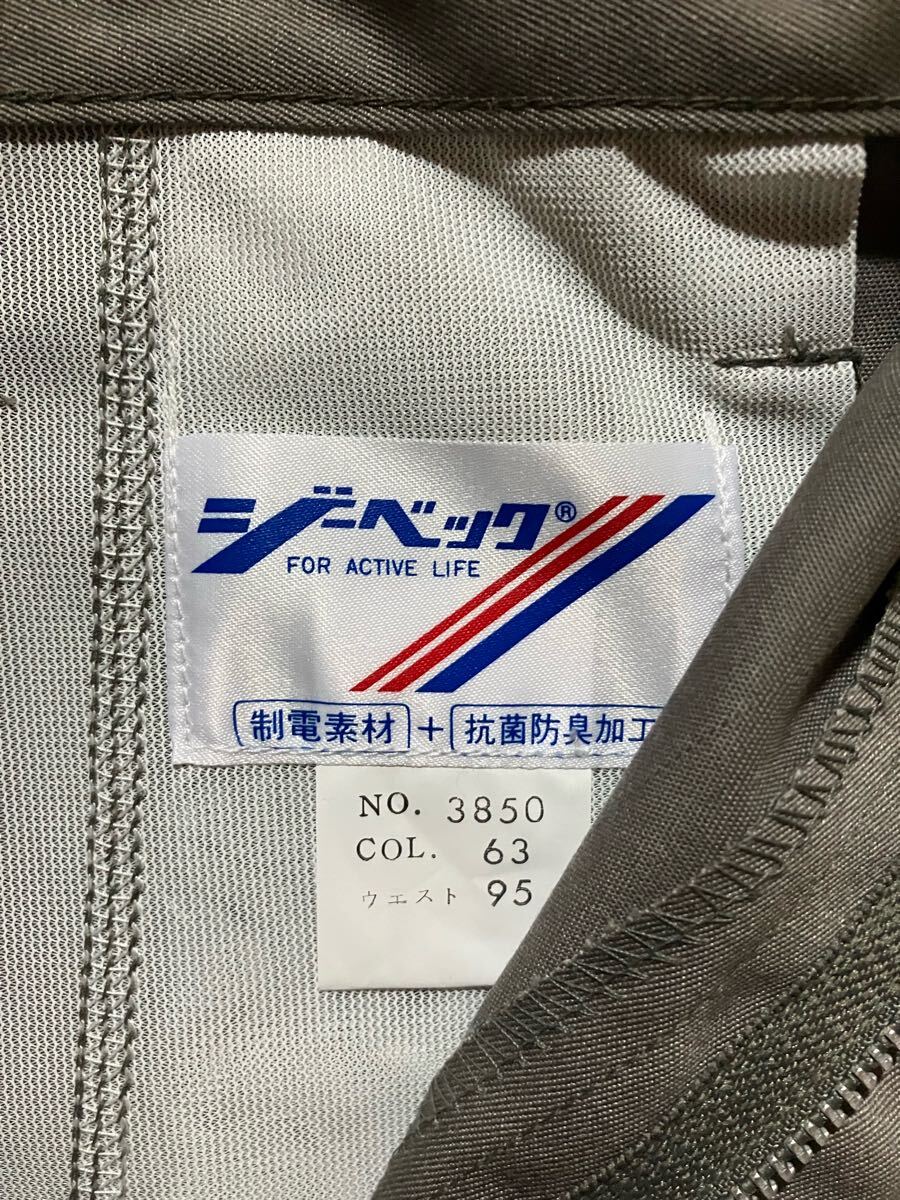 ジーベック®
FOR ACTIVE LIFE
制電素材 + 抗菌防臭加工
NO. 3850
COL. 63
ウエスト 95